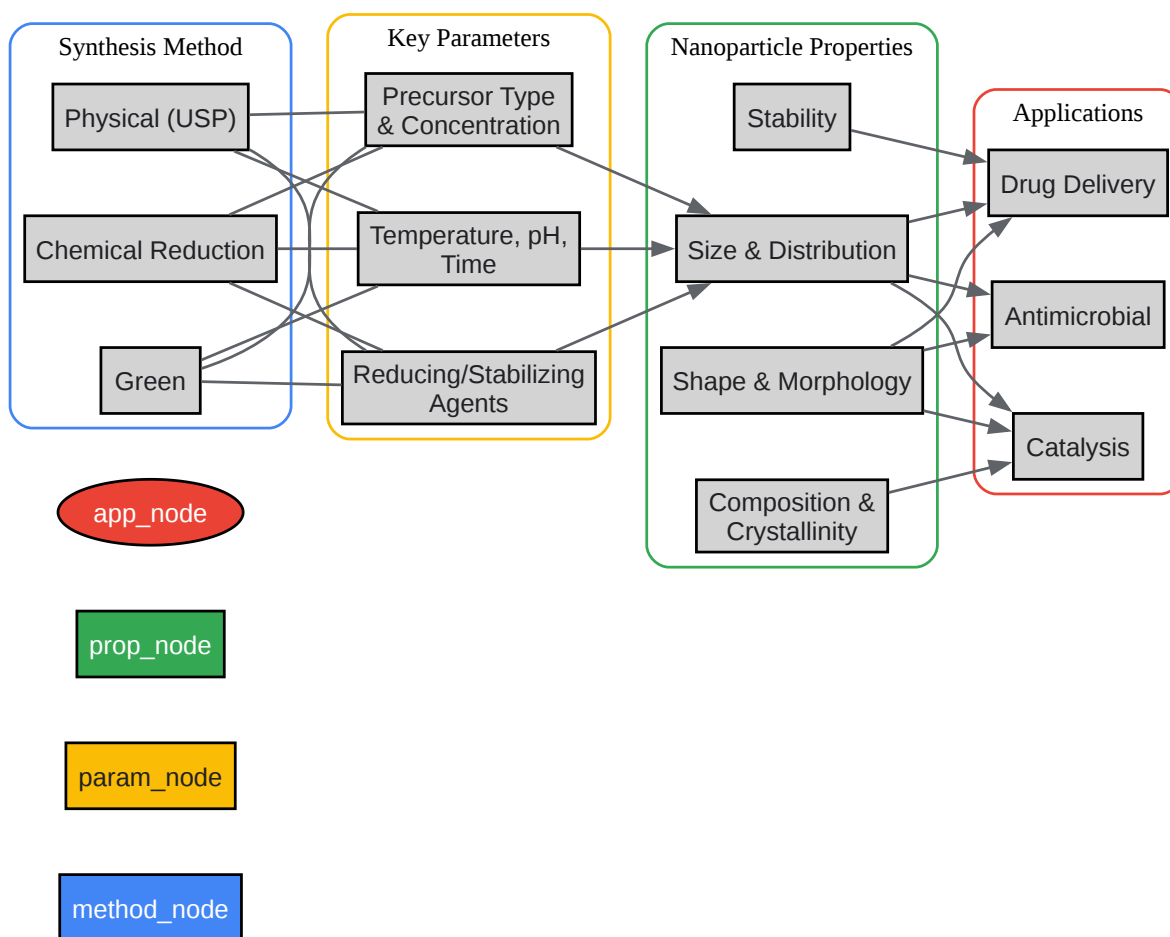 Synthesis Method
Physical (USP)
Chemical Reduction
Green
Key Parameters
Precursor Type
& Concentration
Temperature, pH,
Time
Reducing/Stabilizing
Agents
Nanoparticle Properties
Stability
Size & Distribution
Shape & Morphology
Composition &
Crystallinity
Applications
Drug Delivery
Antimicrobial
Catalysis
app_node
prop_node
param_node
method_node